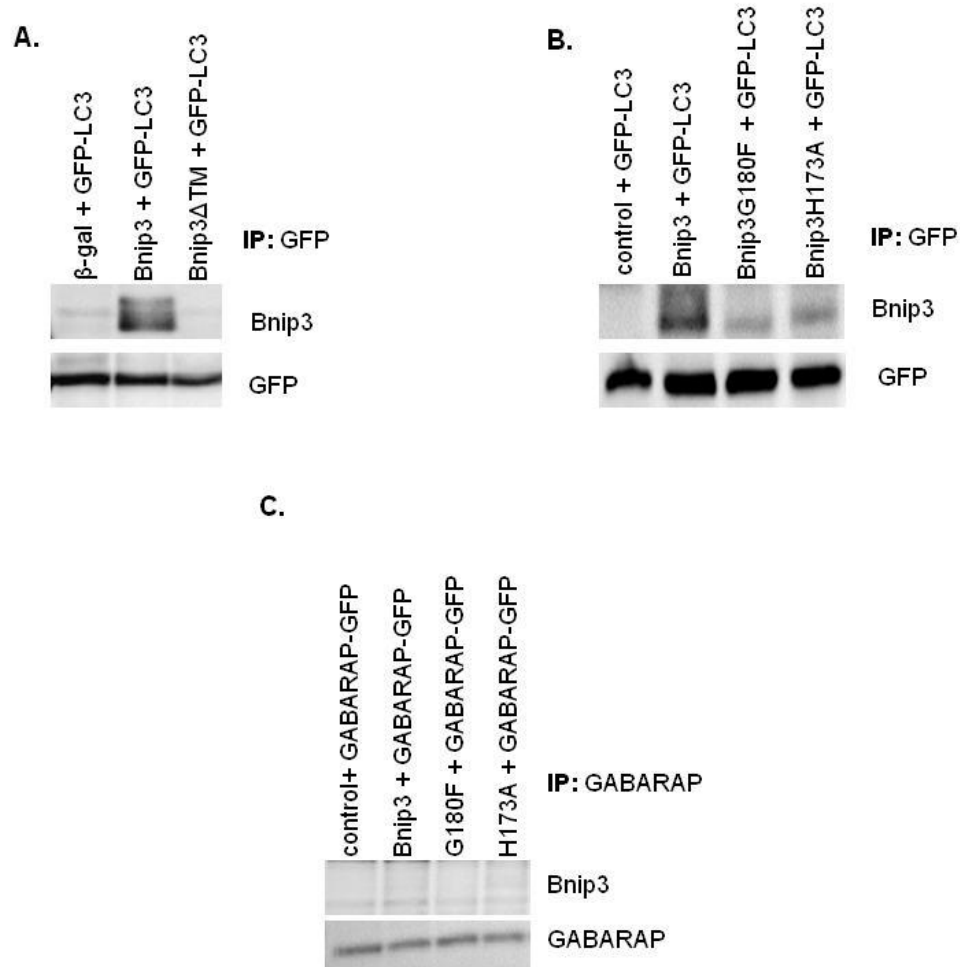 A.
β-gal + GFP-LC3
Bnip3 + GFP-LC3
Bnip3ΔTM + GFP-LC3
IP: GFP
Bnip3
GFP
B.
control + GFP-LC3
Bnip3 + GFP-LC3
Bnip3G180F + GFP-LC3
Bnip3H173A + GFP-LC3
IP: GFP
Bnip3
GFP
C.
control+ GABARAP-GFP
Bnip3 + GABARAP-GFP
G180F + GABARAP-GFP
H173A + GABARAP-GFP
IP: GABARAP
Bnip3
GABARAP